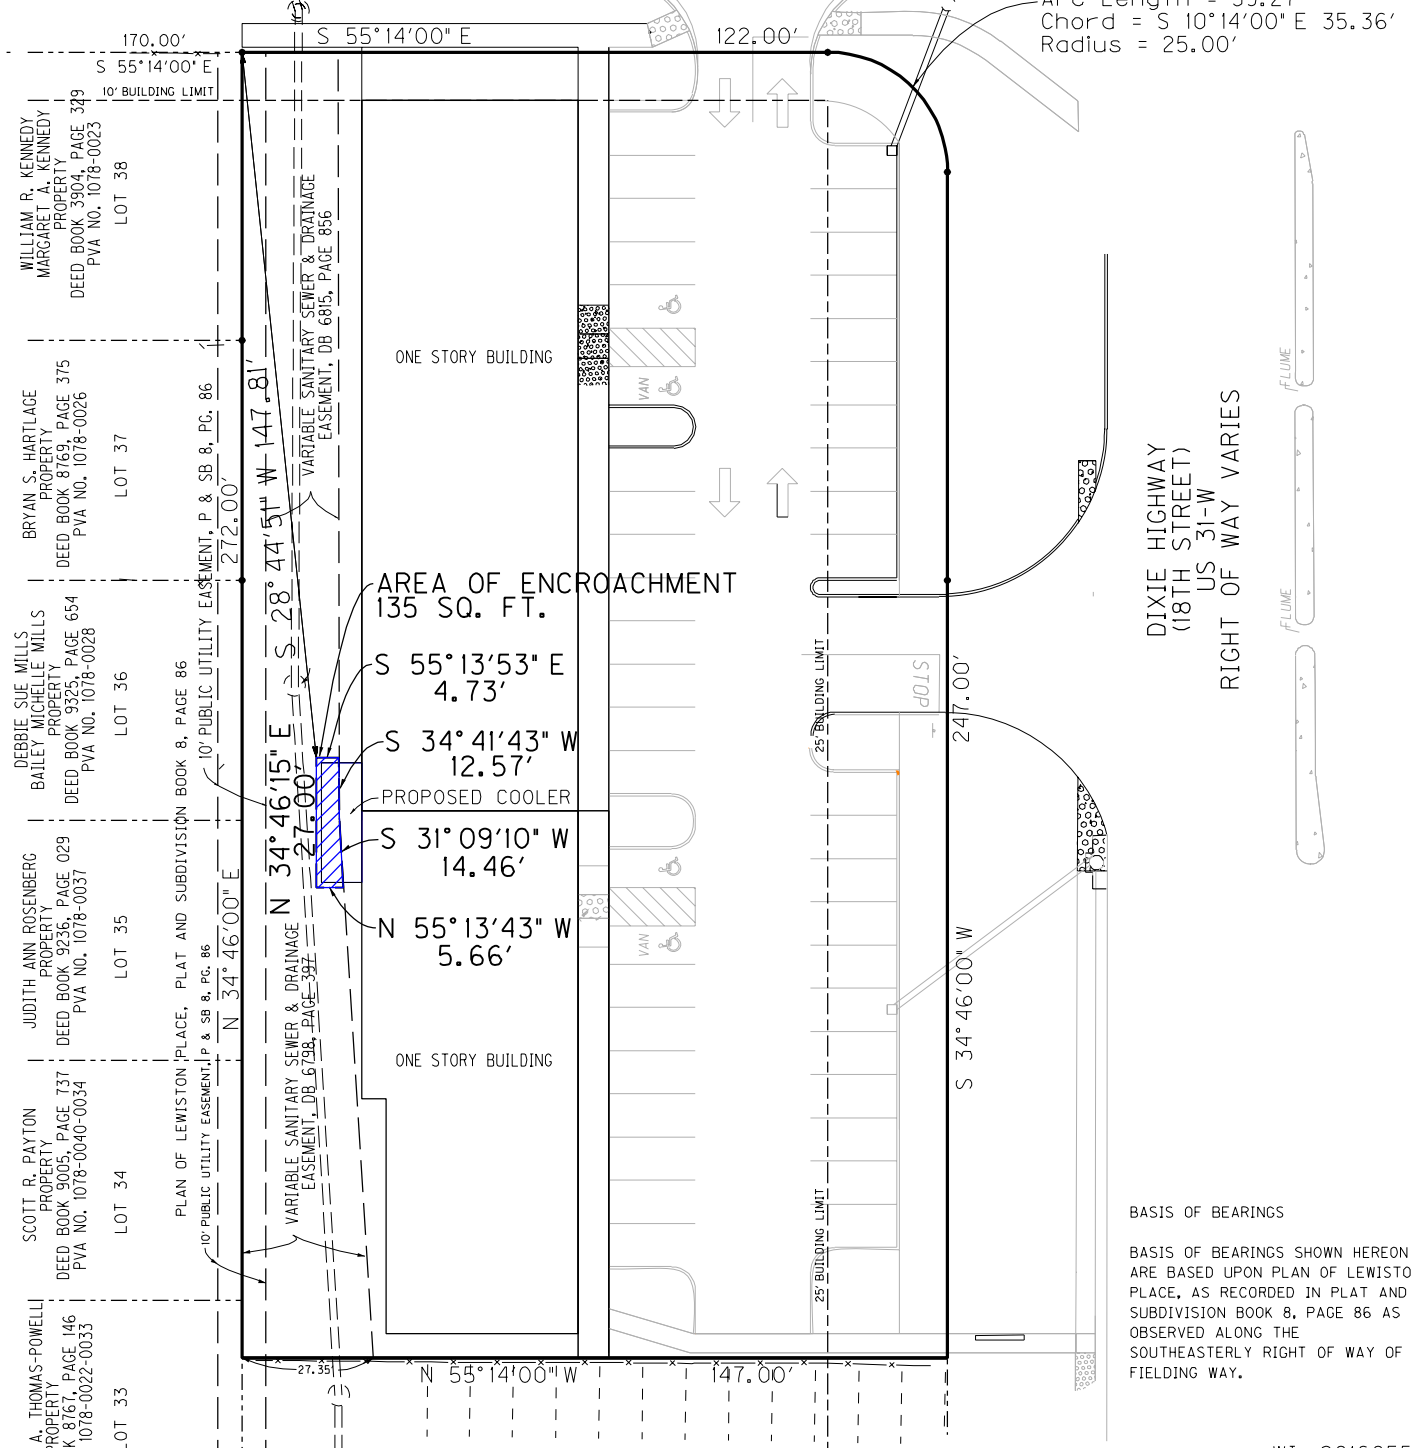 Chord = S 10°14'00" E 35.36'
Radius = 25.00'
170.00'
S 55°14'00" E
S 55°14'00" E
122.00'
10' BUILDING LIMIT
WILLIAM R. KENNEDY
MARGARET A. KENNEDY
PROPERTY
DEED BOOK 3904, PAGE 329
PVA NO. 1078-0023
LOT 38
BRYAN S. HARTLAGE
PROPERTY
DEED BOOK 8769, PAGE 375
PVA NO. 1078-0026
LOT 37
DEBBIE SUE MILLS
BAILEY MICHELLE MILLS
PROPERTY
DEED BOOK 9325, PAGE 654
PVA NO. 1078-0028
LOT 36
JUDITH ANN ROSENBERG
PROPERTY
DEED BOOK 9236, PAGE 029
PVA NO. 1078-0037
LOT 35
SCOTT R. PAYTON
PROPERTY
DEED BOOK 9005, PAGE 737
PVA NO. 1078-0040-0034
LOT 34
A. THOMAS-POWELL
PROPERTY
K 8767, PAGE 146
1078-0022-0033
LOT 33
PLAN OF LEWISTON PLACE, PLAT AND SUBDIVISION BOOK 8, PAGE 86
10' PUBLIC UTILITY EASEMENT, P & SB 8, PG. 86
10' PUBLIC UTILITY EASEMENT, P & SB 8, PG. 86
272.00'
N 34°46'00" E
S 28°44'51" W 147.81'
N 34°46'15" E
27.00'
VARIABLE SANITARY SEWER & DRAINAGE
EASEMENT, DB 6815, PAGE 856
VARIABLE SANITARY SEWER & DRAINAGE
EASEMENT, DB 6798, PAGE 397
ONE STORY BUILDING
AREA OF ENCROACHMENT
135 SQ. FT.
S 55°13'53" E
4.73'
S 34°41'43" W
12.57'
PROPOSED COOLER
S 31°09'10" W
14.46'
N 55°13'43" W
5.66'
ONE STORY BUILDING
VAN
VAN
25' BUILDING LIMIT
25' BUILDING LIMIT
STOP
247.00'
S 34°46'00" W
DIXIE HIGHWAY
(18TH STREET)
US 31-W
RIGHT OF WAY VARIES
FLUME
FLUME
27.35'
N 55°14'00" W
147.00'
BASIS OF BEARINGS
BASIS OF BEARINGS SHOWN HEREON
ARE BASED UPON PLAN OF LEWISTO
PLACE, AS RECORDED IN PLAT AND
SUBDIVISION BOOK 8, PAGE 86 AS
OBSERVED ALONG THE
SOUTHEASTERLY RIGHT OF WAY OF
FIELDING WAY.